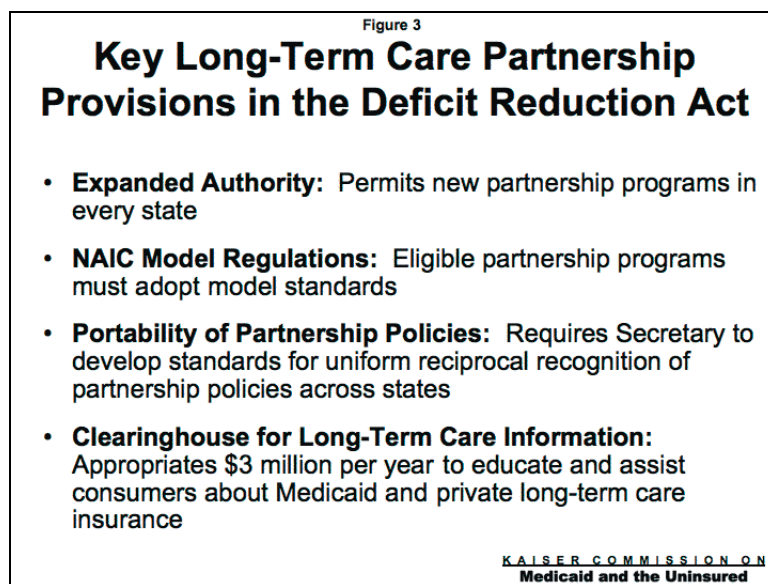 Figure 3
Key Long-Term Care Partnership
Provisions in the Deficit Reduction Act
• Expanded Authority: Permits new partnership programs in
every state
• NAIC Model Regulations: Eligible partnership programs
must adopt model standards
• Portability of Partnership Policies: Requires Secretary to
develop standards for uniform reciprocal recognition of
partnership policies across states
• Clearinghouse for Long-Term Care Information:
Appropriates $3 million per year to educate and assist
consumers about Medicaid and private long-term care
insurance
KAISER COMMISSION ON
Medicaid and the Uninsured